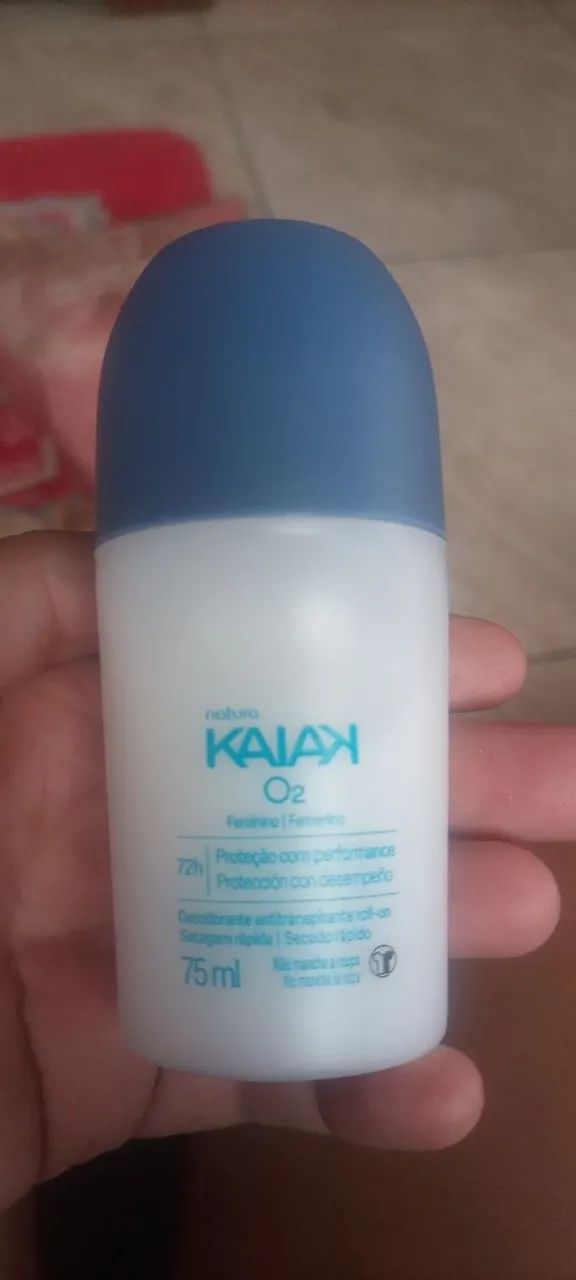 natura
KAIAK
O2
Feminino | Femenino
72h
Proteção com performance
Protección con desempeño
Desodorante antitranspirante roll-on
Secagem rápida | Secado rápido
75 ml
Não mancha a roupa
No mancha la ropa